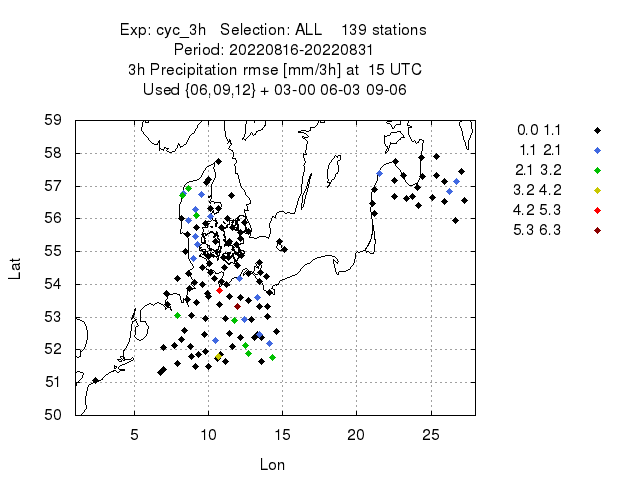 Exp: cyc_3h Selection: ALL 139 stations
Period: 20220816-20220831
3h Precipitation rmse [mm/3h] at 15 UTC
Used {06,09,12} + 03-00 06-03 09-06
59
58
57
56
55
54
53
52
51
50
Lat
5 10 15 20 25
Lon
0.0 1.1
1.1 2.1
2.1 3.2
3.2 4.2
4.2 5.3
5.3 6.3